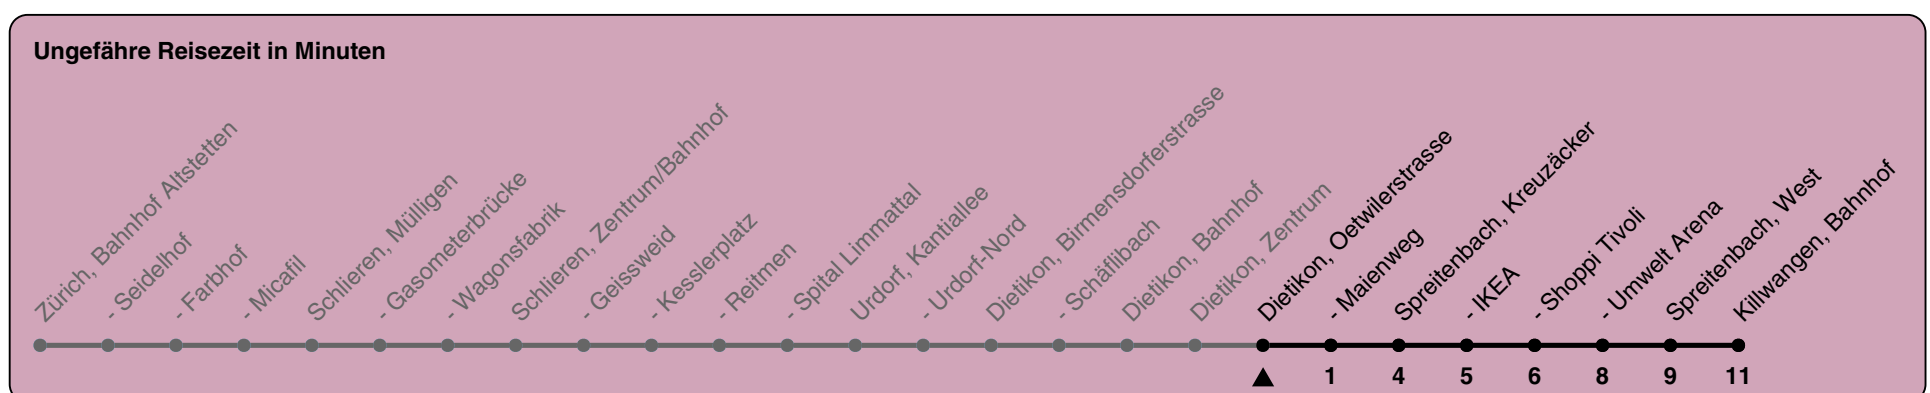 Ungefähre Reisezeit in Minuten
Zürich, Bahnhof Altstetten
- Seidelhof
- Farbhof
- Micafil
Schlieren, Mülligen
- Gasometerbrücke
- Wagonsfabrik
Schlieren, Zentrum/Bahnhof
- Geissweid
- Kesslerplatz
- Reitmen
- Spital Limmattal
Urdorf, Kantiallee
- Urdorf-Nord
Dietikon, Birmensdorferstrasse
- Schäflibach
Dietikon, Bahnhof
Dietikon, Zentrum
Dietikon, Oetwilerstrasse
- Maienweg
Spreitenbach, Kreuzäcker
- IKEA
- Shoppi Tivoli
- Umwelt Arena
Spreitenbach, West
Killwangen, Bahnhof
1 4 5 6 8 9 11